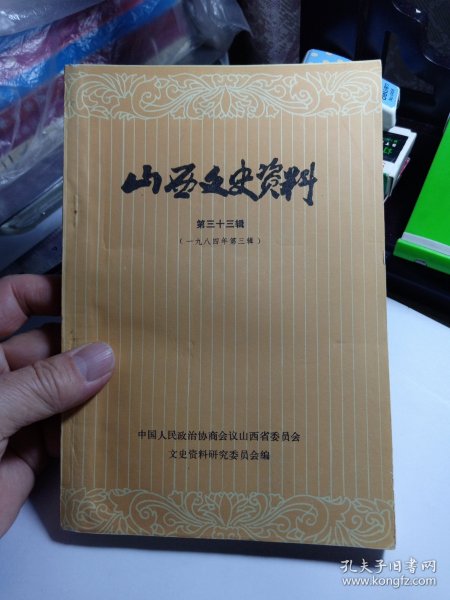 山西文史资料
第三十三辑
（一九八四年第三辑）
中国人民政治协商会议山西省委员会
文史资料研究委员会编
孔夫子旧书网
www.kongfz.com